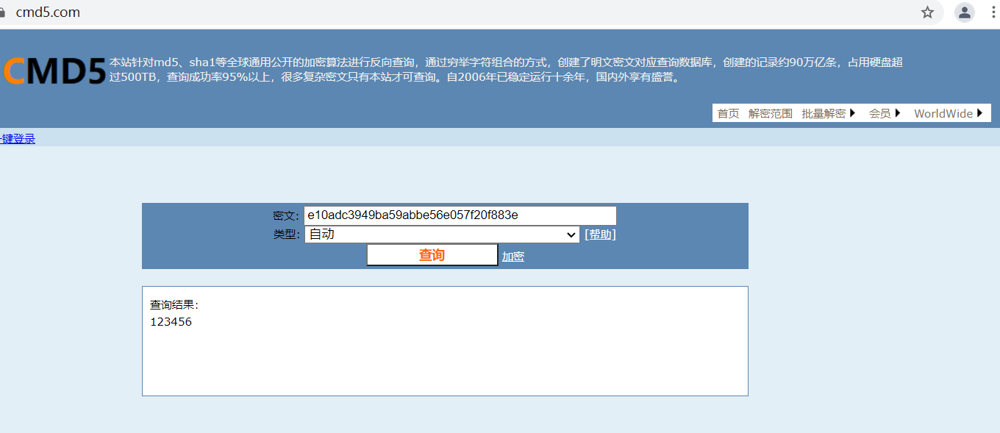 cmd5.com
CMD5
本站针对md5、sha1等全球通用公开的加密算法进行反向查询，通过穷举字符组合的方式，创建了明文密文对应查询数据库，创建的记录约90万亿条，占用硬盘超
过500TB，查询成功率95%以上，很多复杂密文只有本站才可查询。自2006年已稳定运行十余年，国内外享有盛誉。
首页 解密范围 批量解密 会员 WorldWide
键登录
密文: e10adc3949ba59abbe56e057f20f883e
类型: 自动 [帮助]
查询 加密
查询结果:
123456